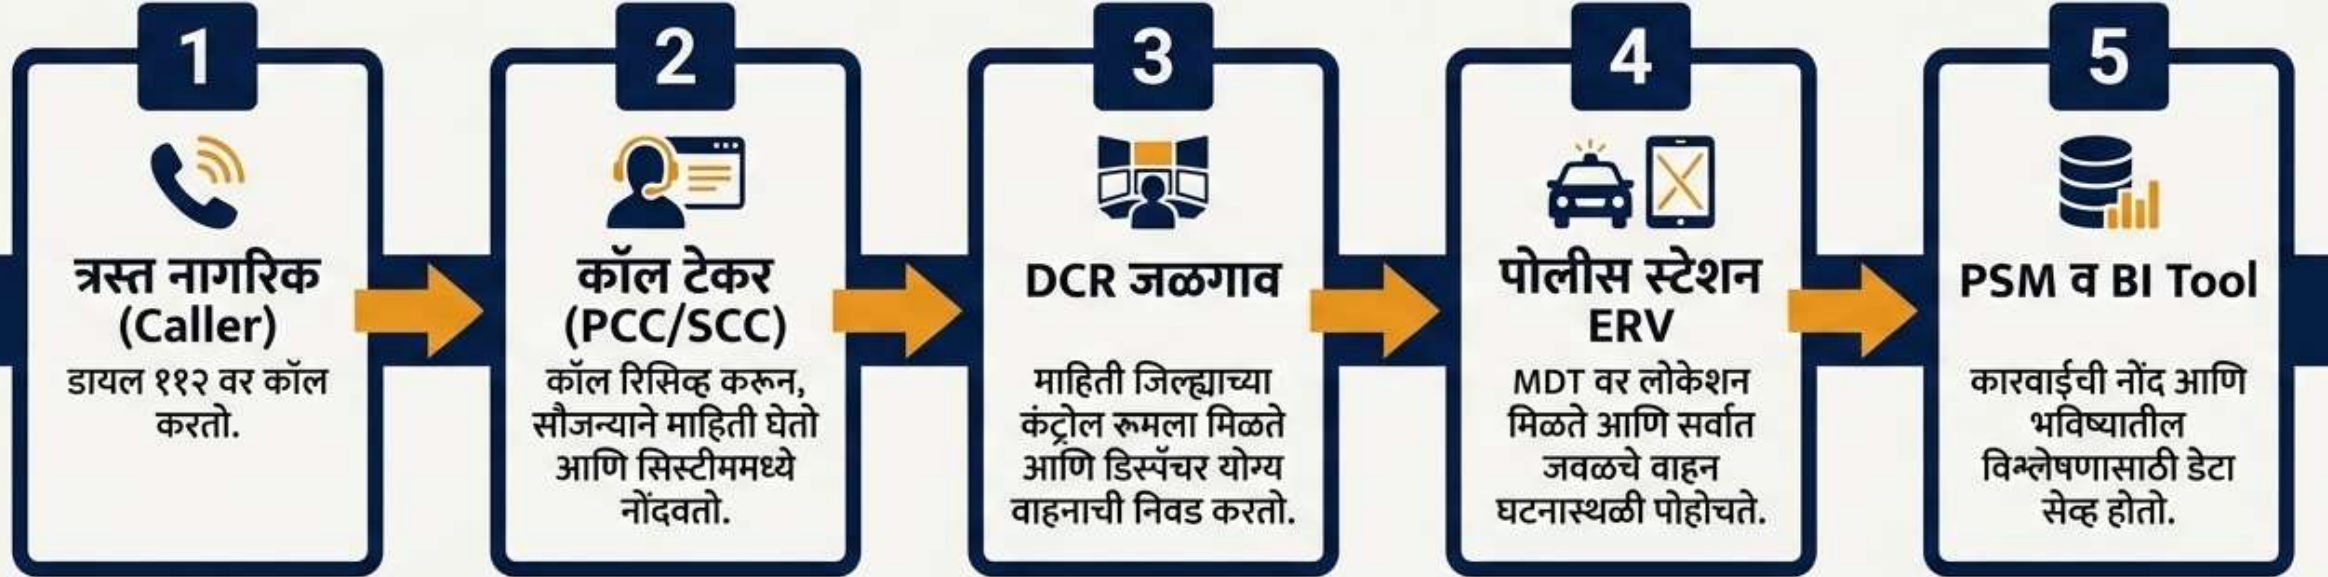 1
त्रस्त नागरिक
(Caller)
डायल ११२ वर कॉल
करतो.
2
कॉल टेकर
(PCC/SCC)
कॉल रिसिव्ह करून,
सौजन्याने माहिती घेतो
आणि सिस्टीममध्ये
नोंदवतो.
3
DCR जळगाव
माहिती जिल्ह्याच्या
कंट्रोल रूमला मिळते
आणि डिस्पॅचर योग्य
वाहनाची निवड करतो.
4
पोलीस स्टेशन
ERV
MDT वर लोकेशन
मिळते आणि सर्वात
जवळचे वाहन
घटनास्थळी पोहोचते.
5
PSM व BI Tool
कारवाईची नोंद आणि
भविष्यातील
विश्लेषणासाठी डेटा
सेव्ह होतो.